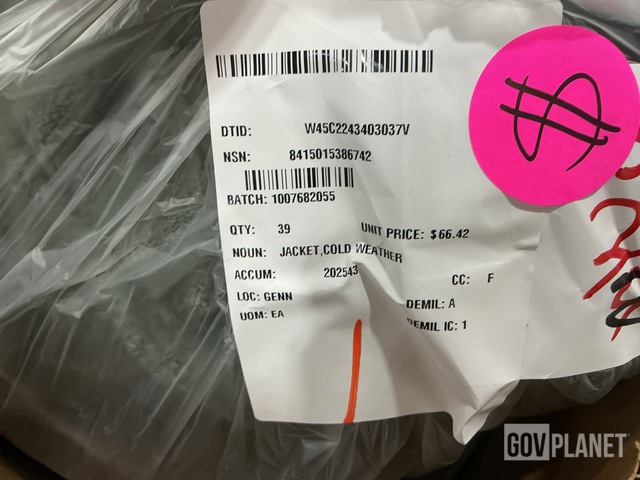 DTID: W45C2243403037V
NSN: 8415015386742
BATCH: 1007682055
QTY: 39 UNIT PRICE: $66.42
NOUN: JACKET,COLD WEATHER
ACCUM: 202543
CC: F
LOC: GENN
DEMIL: A
UOM: EA
DEMIL IC: 1
$
GOVPLANET